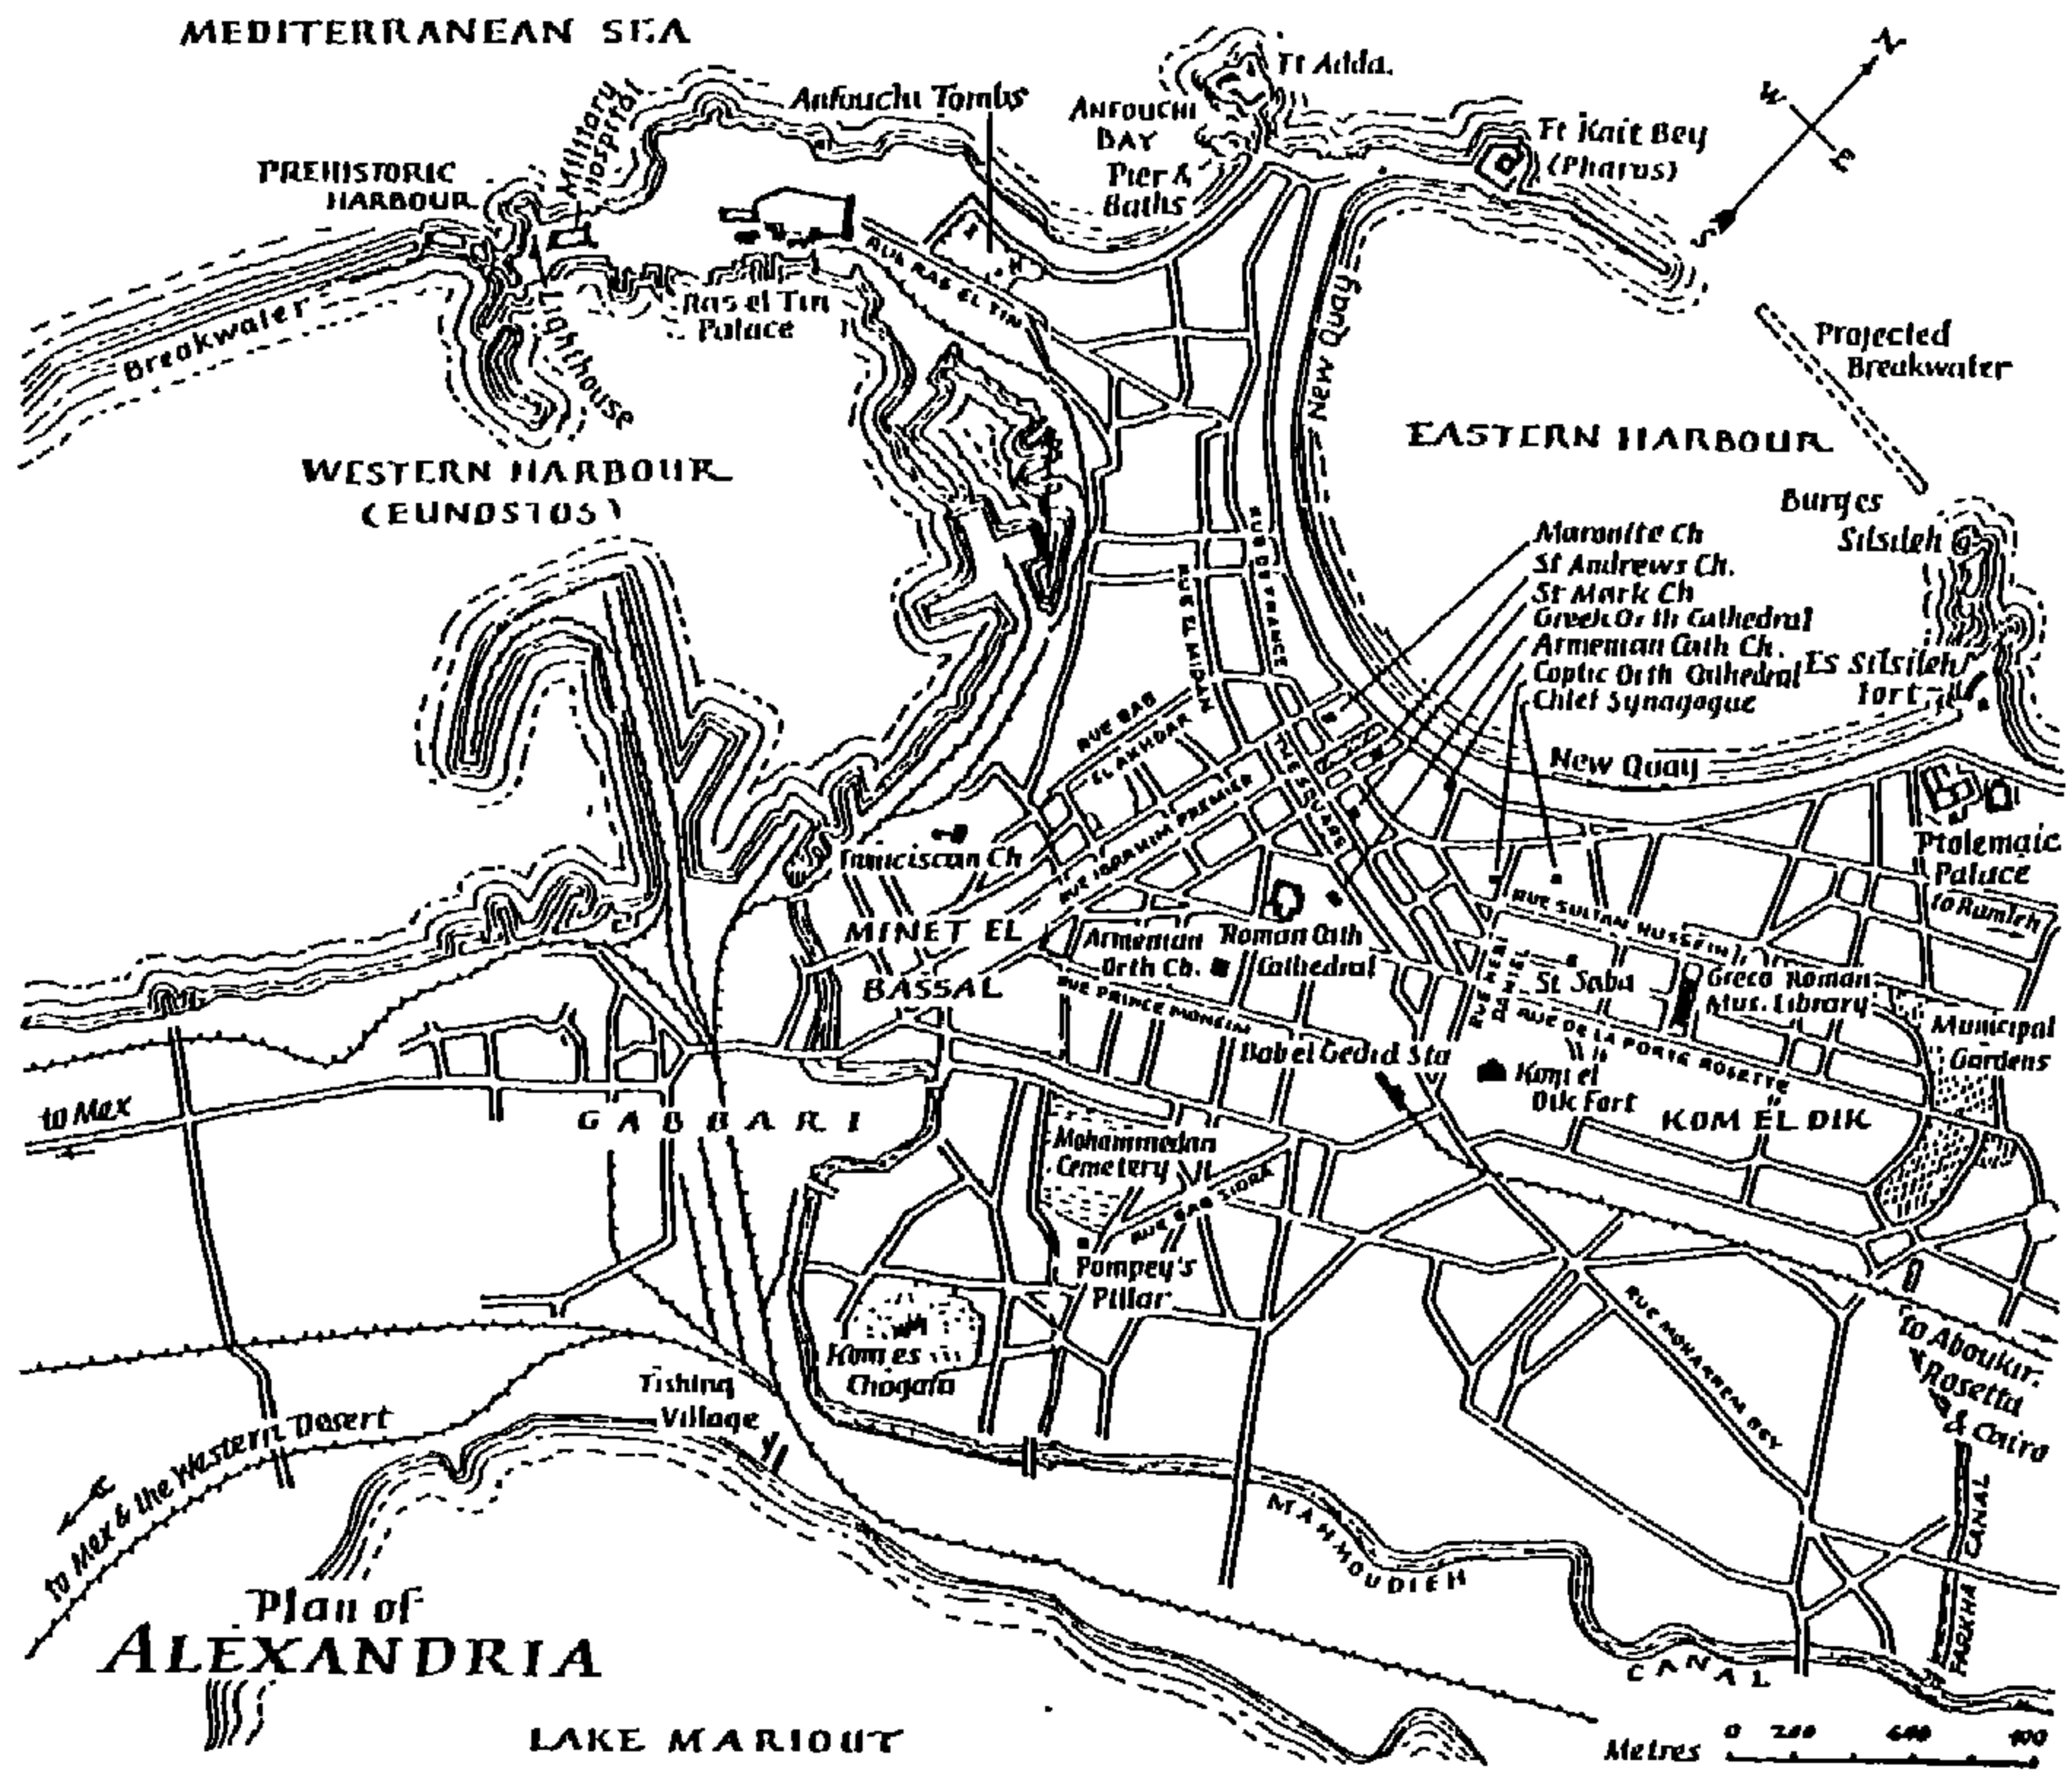 MEDITERRANEAN SEA
Ft Adda.
N
W
E
S
Military
Hospital
Anfouchi Tombs
ANFOUCHI
BAY
Pier &
Baths
Ft Kait Bey
(Pharus)
PREHISTORIC
HARBOUR
RUE RAS EL TIN
Ras el Tin
Palace
Breakwater
Lighthouse
New Quay
Projected
Breakwater
EASTERN HARBOUR
WESTERN HARBOUR
(EUNOSTOS)
Burges
Silsileh
Maronite Ch
St Andrews Ch.
St Mark Ch
Greek Orth Cathedral
Armenian Cath Ch.
Coptic Orth Cathedral
Chief Synagogue
Es Silsileh
Fort
RUE DE FRANCE
RUE EL MIDAN
RUE BAB
EL AKHDAR
RUE IBRAHIM PREMIER
THE SQUARE
New Quay
Franciscan Ch
Ptolemaic
Palace
to Ramleh
RUE SULTAN HUSSEIN
MINET EL
BASSAL
Armenian
Orth Ch.
Roman Cath
Cathedral
RUE PRINCE MONEIM
St Saba
Greco Roman
Mus. Library
RUE DE LA PORTE ROSETTE
Municipal
Gardens
Bab el Gedid Sta
Kom el
Dik Fort
KOM EL DIK
to Mex
GABBARI
Mohammedan
Cemetery
RUE BAB SIDRA
Pompey's
Pillar
Kom es
Chogafa
RUE MOHARREM BEY
to Aboukir.
Rosetta
& Cairo
Fishing
Village
to Mex & the Western Desert
MAHMOUDIEH
CANAL
FARKHA CANAL
Plan of
ALEXANDRIA
LAKE MARIOUT
Metres 0 200